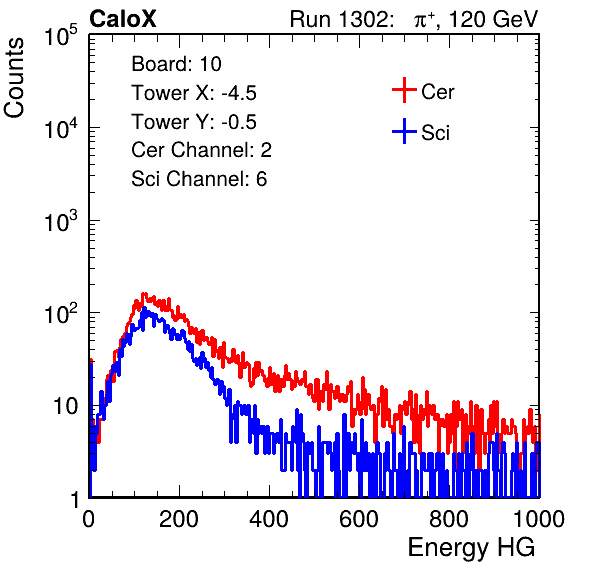 CaloX Run 1302: π⁺, 120 GeV
Counts
10⁵
10⁴
10³
10²
10
1
Board: 10
Tower X: -4.5
Tower Y: -0.5
Cer Channel: 2
Sci Channel: 6
Cer
Sci
0 200 400 600 800 1000
Energy HG